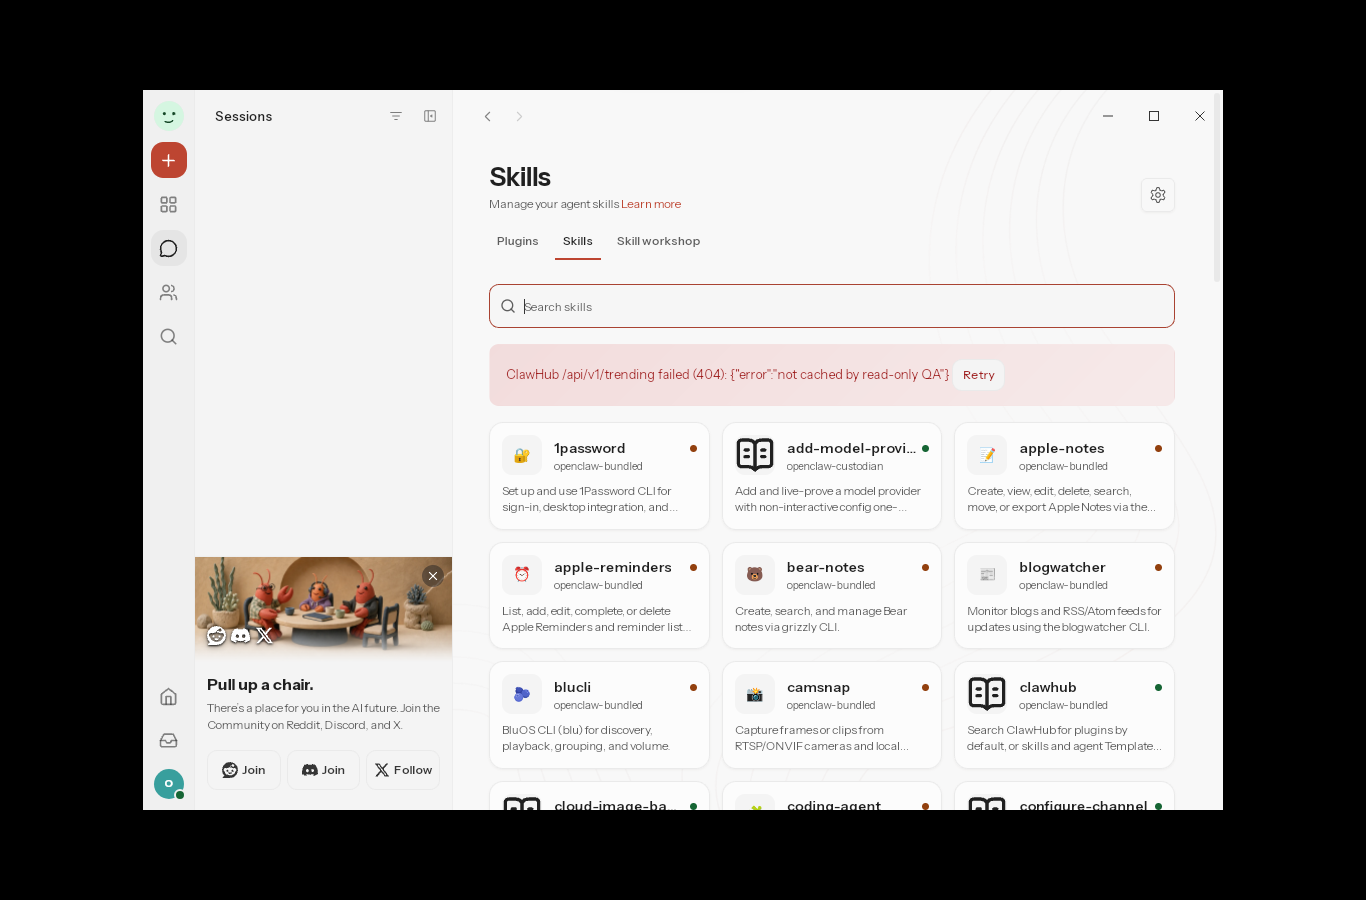 Sessions
Skills
Manage your agent skills Learn more
Plugins
Skills
Skill workshop
Search skills
ClawHub /api/v1/trending failed (404): {"error":"not cached by read-only QA"}
Retry
1password
openclaw-bundled
Set up and use 1Password CLI for
sign-in, desktop integration, and...
add-model-provi...
openclaw-custodian
Add and live-prove a model provider
with non-interactive config one-...
apple-notes
openclaw-bundled
Create, view, edit, delete, search,
move, or export Apple Notes via the...
apple-reminders
openclaw-bundled
List, add, edit, complete, or delete
Apple Reminders and reminder list...
bear-notes
openclaw-bundled
Create, search, and manage Bear
notes via grizzly CLI.
blogwatcher
openclaw-bundled
Monitor blogs and RSS/Atom feeds for
updates using the blogwatcher CLI.
blucli
openclaw-bundled
BluOS CLI (blu) for discovery,
playback, grouping, and volume.
camsnap
openclaw-bundled
Capture frames or clips from
RTSP/ONVIF cameras and local...
clawhub
openclaw-bundled
Search ClawHub for plugins by
default, or skills and agent Template...
cloud-image-ba...
coding-agent
configure-channel
Pull up a chair.
There's a place for you in the AI future. Join the
Community on Reddit, Discord, and X.
Join
Join
Follow
O